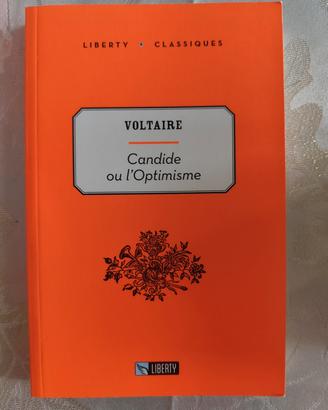 LIBERTY • CLASSIQUES
VOLTAIRE
Candide
ou l'Optimisme
LIBERTY